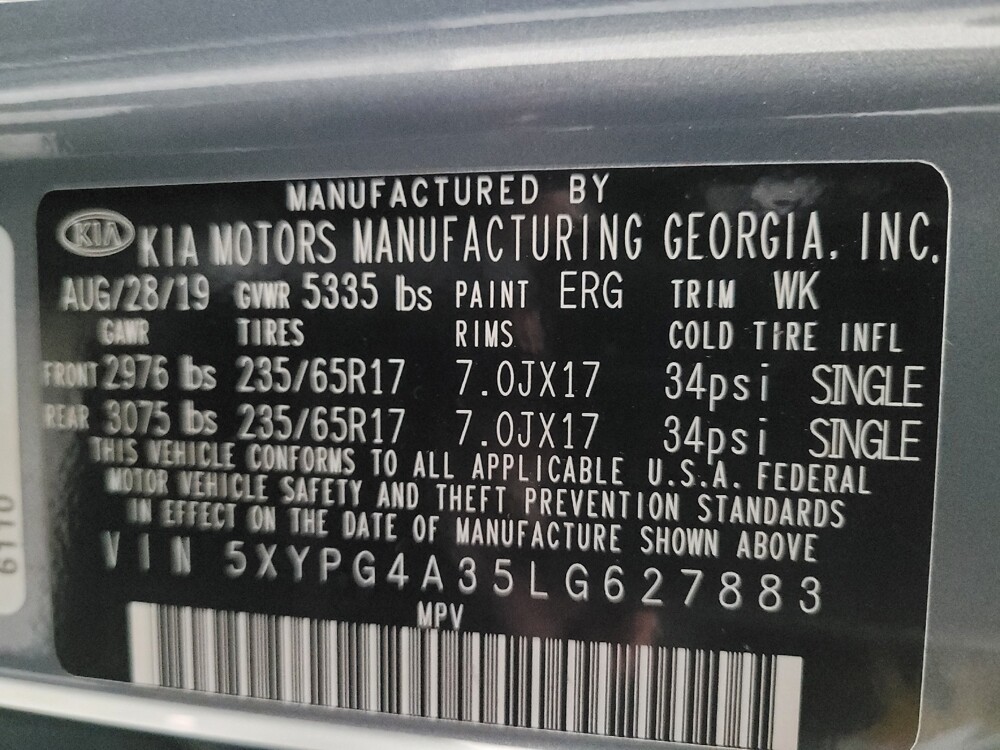 MANUFACTURED BY
KIA KIA MOTORS MANUFACTURING GEORGIA, INC.
AUG/28/19 GVWR 5335 lbs PAINT ERG TRIM WK
GAWR TIRES RIMS COLD TIRE INFL
FRONT 2976 lbs 235/65R17 7.0JX17 34psi SINGLE
REAR 3075 lbs 235/65R17 7.0JX17 34psi SINGLE
THIS VEHICLE CONFORMS TO ALL APPLICABLE U.S.A. FEDERAL
MOTOR VEHICLE SAFETY AND THEFT PREVENTION STANDARDS
IN EFFECT ON THE DATE OF MANUFACTURE SHOWN ABOVE
VIN 5XYPG4A35LG627883
MPV
6110